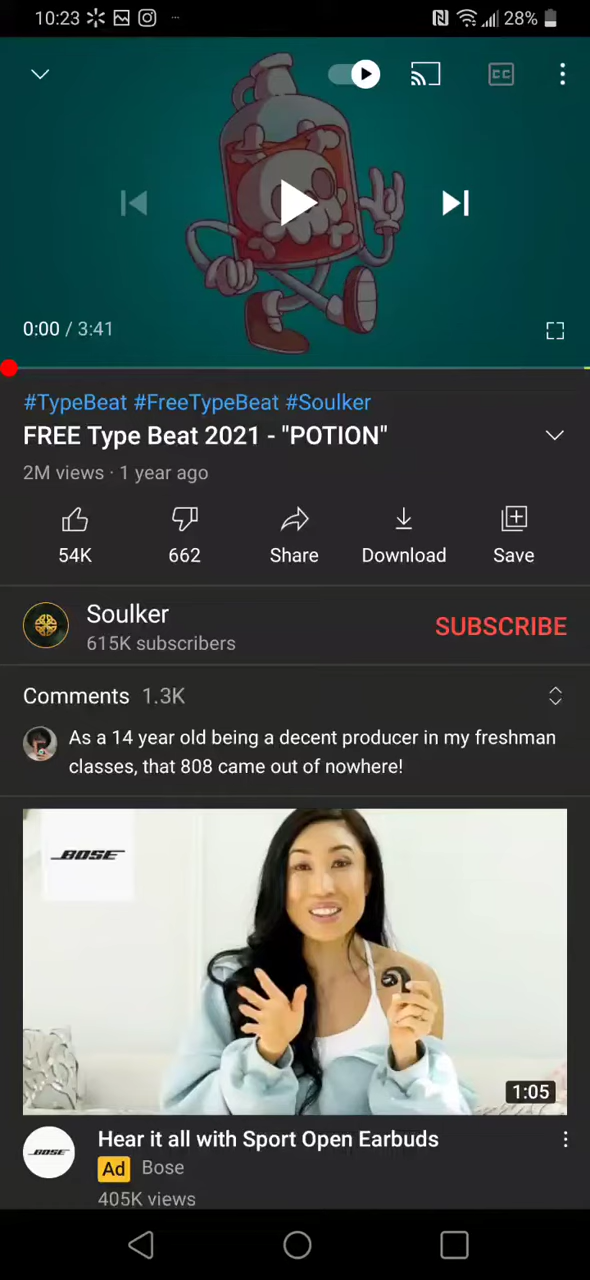 10:23
28%
CC
0:00 / 3:41
#TypeBeat #FreeTypeBeat #Soulker
FREE Type Beat 2021 - "POTION"
2M views · 1 year ago
54K
662
Share
Download
Save
Soulker
615K subscribers
SUBSCRIBE
Comments 1.3K
As a 14 year old being a decent producer in my freshman
classes, that 808 came out of nowhere!
BOSE
1:05
BOSE
Hear it all with Sport Open Earbuds
Ad Bose
405K views